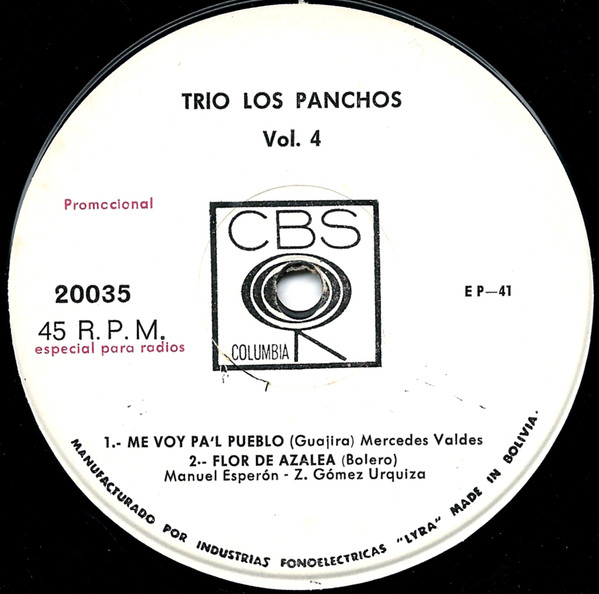 TRIO LOS PANCHOS
Vol. 4
Promccional
CBS
20035
E P-41
45 R. P. M.
especial para radios
COLUMBIA
1.- ME VOY PA'L PUEBLO (Guajira) Mercedes Valdes
2-- FLOR DE AZALEA (Bolero)
Manuel Esperón - Z. Gómez Urquiza
MANUFACTURADO POR INDUSTRIAS FONOELECTRICAS "LYRA" MADE IN BOLIVIA.